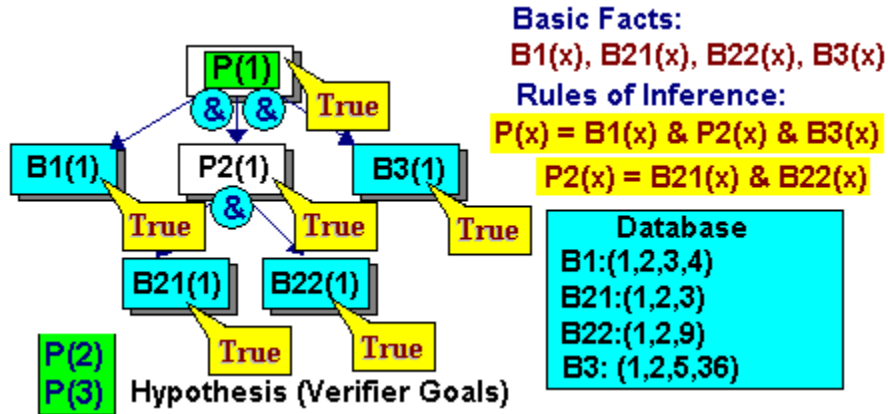 Basic Facts:
B1(x), B21(x), B22(x), B3(x)
Rules of Inference:
P(x) = B1(x) & P2(x) & B3(x)
P2(x) = B21(x) & B22(x)
P(1)
True
& &
B1(1)
True
P2(1)
True
&
B3(1)
True
B21(1)
True
B22(1)
True
Database
B1:(1,2,3,4)
B21:(1,2,3)
B22:(1,2,9)
B3: (1,2,5,36)
P(2)
P(3)
Hypothesis (Verifier Goals)